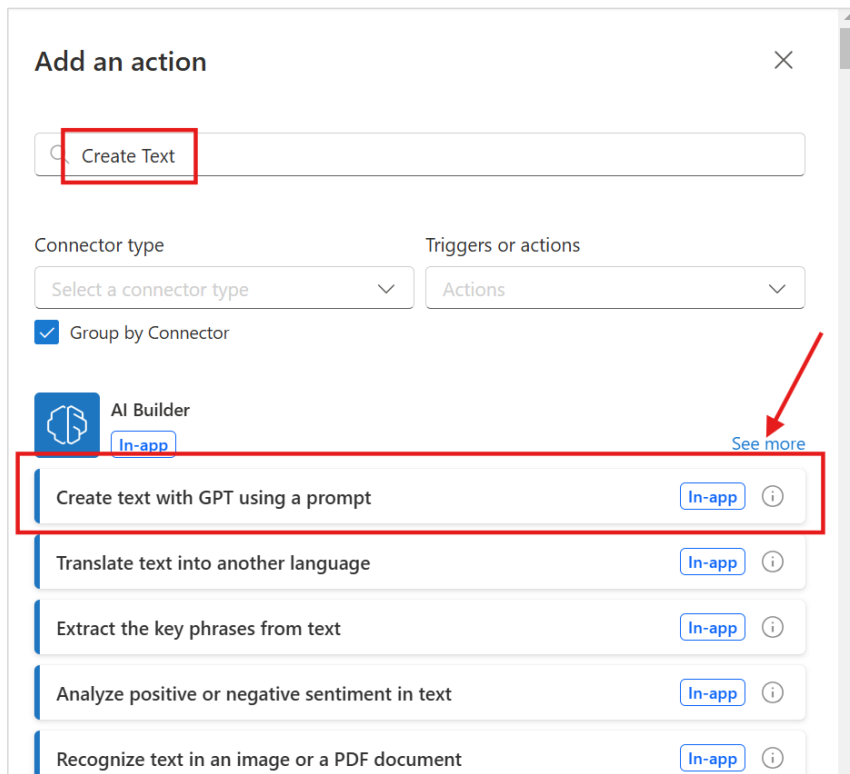 Add an action
Create Text
Connector type Triggers or actions
Select a connector type Actions
Group by Connector
AI Builder
In-app
See more
Create text with GPT using a prompt In-app
Translate text into another language In-app
Extract the key phrases from text In-app
Analyze positive or negative sentiment in text In-app
Recognize text in an image or a PDF document In-app